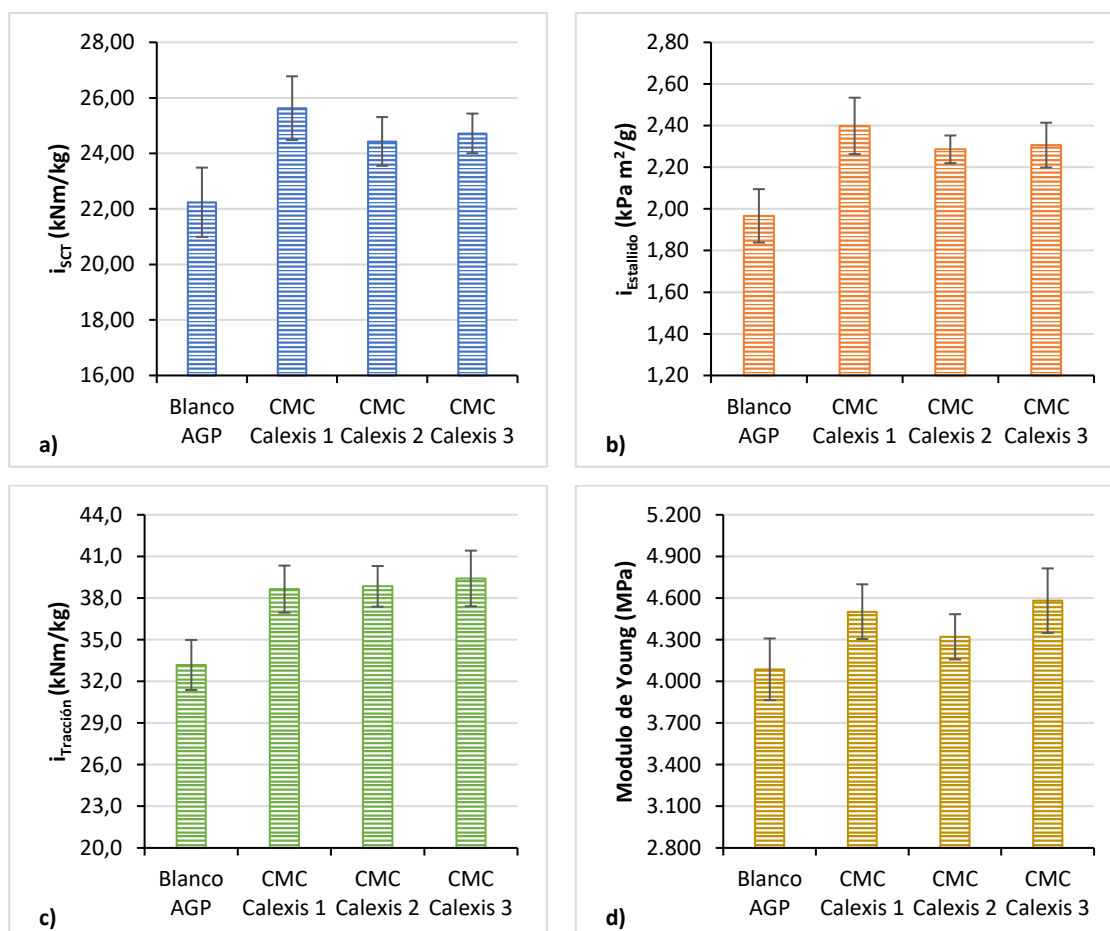 28,00
26,00
24,00
22,00
20,00
18,00
16,00
iSCT (kNm/kg)
Blanco AGP
CMC Calexis 1
CMC Calexis 2
CMC Calexis 3
a)
2,80
2,60
2,40
2,20
2,00
1,80
1,60
1,40
1,20
iEstallido (kPa m²/g)
Blanco AGP
CMC Calexis 1
CMC Calexis 2
CMC Calexis 3
b)
44,0
41,0
38,0
35,0
32,0
29,0
26,0
23,0
20,0
iTracción (kNm/kg)
Blanco AGP
CMC Calexis 1
CMC Calexis 2
CMC Calexis 3
c)
5.200
4.900
4.600
4.300
4.000
3.700
3.400
3.100
2.800
Modulo de Young (MPa)
Blanco AGP
CMC Calexis 1
CMC Calexis 2
CMC Calexis 3
d)